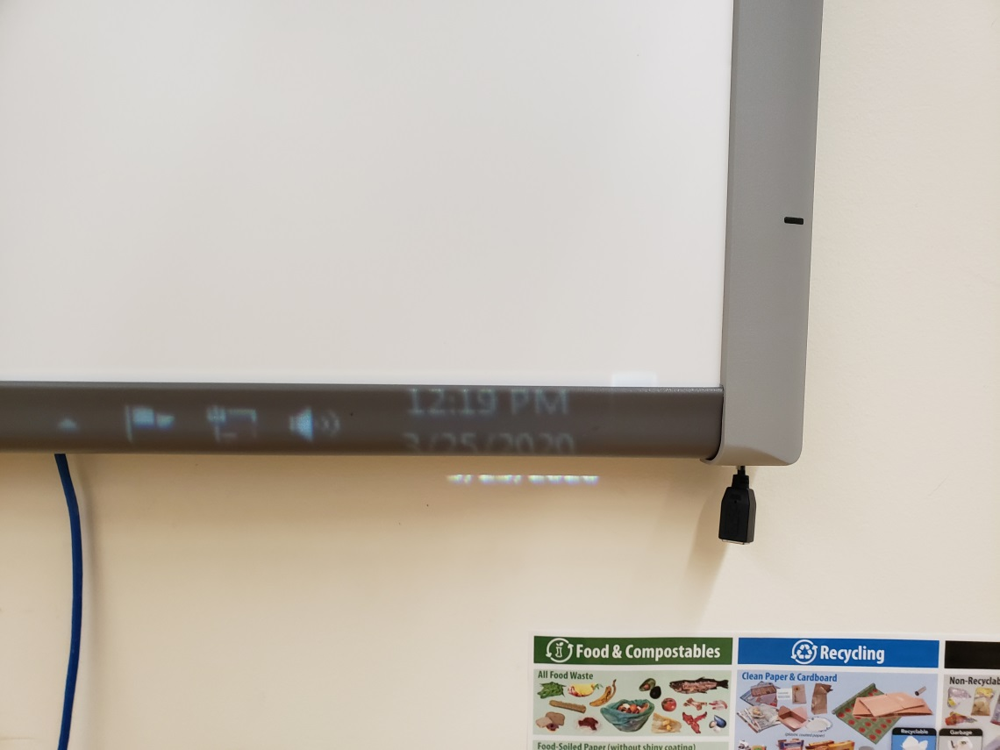 12:19 PM
3/25/2020
Food & Compostables
Recycling
All Food Waste
Clean Paper & Cardboard
Food-Soiled Paper (without shiny coating)
Recyclable
Garbage